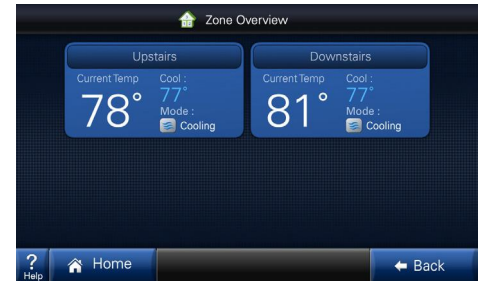 Zone Overview
Upstairs
Current Temp
78°
Cool :
77°
Mode :
Cooling
Downstairs
Current Temp
81°
Cool :
77°
Mode :
Cooling
?
Help
Home
Back